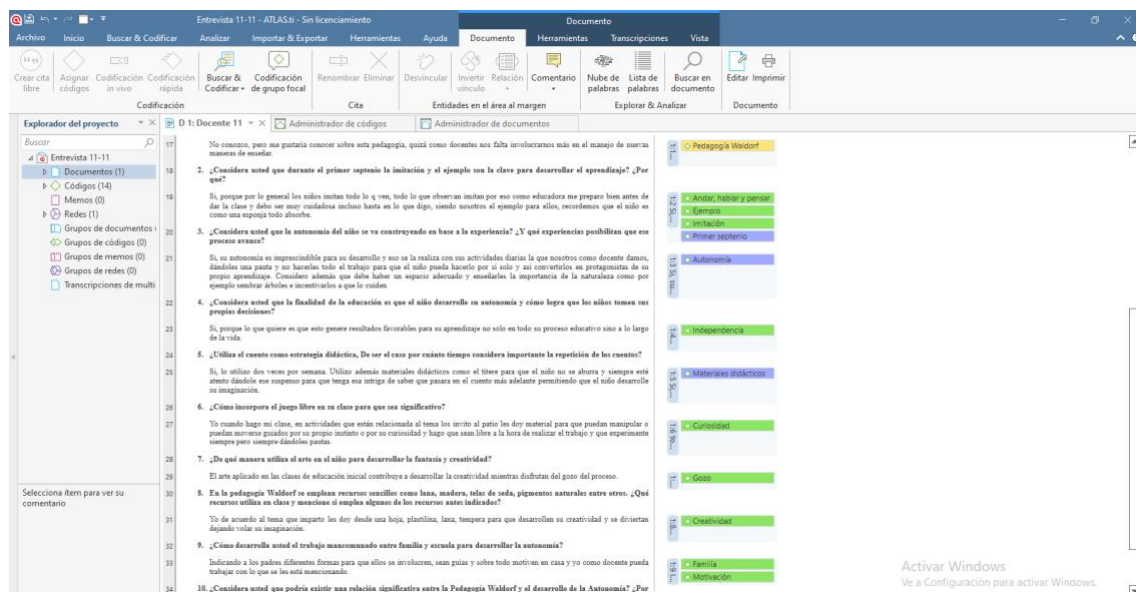 Entrevista 11-11 - ATLAS.ti - Sin licenciamiento
Documento
Archivo Inicio Buscar & Codificar Analizar Importar & Exportar Herramientas Ayuda Documento Herramientas Transcripciones Vista
Crear cita libre
Asignar códigos
Codificación in vivo
Codificación rápida
Buscar & Codificar
Codificación de grupo focal
Renombrar Eliminar
Desvincular
Invertir vínculo
Relación
Comentario
Nube de palabras
Lista de palabras
Buscar en documento
Editar Imprimir
Codificación
Cita
Entidades en el área al margen
Explorar & Analizar
Documento
Explorador del proyecto
D 1: Docente 11
Administrador de códigos
Administrador de documentos
Buscar
Entrevista 11-11
Documentos (1)
Códigos (14)
Memos (0)
Redes (1)
Grupos de documentos
Grupos de códigos (0)
Grupos de memos (0)
Grupos de redes (0)
Transcripciones de multi
Selecciona ítem para ver su
comentario
17 No conozco, pero me gustaría conocer sobre esta pedagogía, quizá como docentes nos falta involucrarnos más en el manejo de nuevas
maneras de enseñar.
18 2. ¿Considera usted que durante el primer septenio la imitación y el ejemplo son la clave para desarrollar el aprendizaje? ¿Por
qué?
19 Si, porque por lo general los niños imitan todo lo q ven, todo lo que observan imitan por eso como educadora me preparo bien antes de
dar la clase y debo ser muy cuidadosa incluso hasta en lo que digo, siendo nosotros el ejemplo para ellos, recordemos que el niño es
como una esponja todo absorbe.
20 3. ¿Considera usted que la autonomía del niño se va construyendo en base a la experiencia? ¿Y qué experiencias posibilitan que ese
proceso avance?
21 Si, su autonomía es imprescindible para su desarrollo y eso se la realiza con sus actividades diarias la que nosotros como docente damos,
dándoles una pauta y no hacerles todo el trabajo para que el niño pueda hacerlo por si solo y asi convertirlos en protagonistas de su
propio aprendizaje. Considero además que debe haber un espacio adecuado y enseñarles la importancia de la naturaleza como por
ejemplo sembrar árboles e incentivarlos a que lo cuiden
22 4. ¿Considera usted que la finalidad de la educación es que el niño desarrolle su autonomía y cómo logra que los niños toman sus
propias decisiones?
23 Si, porque lo que quiere es que esto genere resultados favorables para su aprendizaje no solo en todo su proceso educativo sino a lo largo
de la vida.
24 5. ¿Utiliza el cuento como estrategia didáctica, De ser el caso por cuánto tiempo considera importante la repetición de los cuentos?
25 Si, lo utilizo dos veces por semana. Utilizo además materiales didácticos como el títere para que el niño no se aburra y siempre esté
atento dándole ese suspenso para que tenga esa intriga de saber que pasara en el cuento más adelante permitiendo que el niño desarrolle
su imaginación.
26 6. ¿Cómo incorpora el juego libre en su clase para que sea significativo?
27 Yo cuando hago mi clase, en actividades que están relacionada al tema los invito al patio les doy material para que puedan manipular o
puedan moverse guiados por su propio instinto o por su curiosidad y hago que sean libre a la hora de realizar el trabajo y que experimente
siempre pero siempre dándoles pautas.
28 7. ¿De qué manera utiliza el arte en el niño para desarrollar la fantasía y creatividad?
29 El arte aplicado en las clases de educación inicial contribuye a desarrollar la creatividad mientras disfrutan del gozo del proceso.
30 8. En la pedagogía Waldorf se emplean recursos sencillos como lana, madera, telas de seda, pigmentos naturales entre otros. ¿Qué
recursos utiliza en clase y mencione si emplea algunos de los recursos antes indicados?
31 Yo de acuerdo al tema que imparto les doy desde una hoja, plastilina, lana, tempera para que desarrollen su creatividad y se diviertan
dejando volar su imaginación.
32 9. ¿Cómo desarrolla usted el trabajo mancomunado entre familia y escuela para desarrollar la autonomía?
33 Indicando a los padres diferentes formas para que ellos se involucren, sean guías y sobre todo motiven en casa y yo como docente pueda
trabajar con lo que se les está mencionando.
34 10. ¿Considera usted que podría existir una relación significativa entre la Pedagogía Waldorf y el desarrollo de la Autonomía? ¿Por
Pedagogía Waldorf
Andar, hablar y pensar
Ejemplo
Imitación
Primer septenio
Autonomía
Independencia
Materiales didácticos
Curiosidad
Gozo
Creatividad
Familia
Motivación
Activar Windows
Ve a Configuración para activar Windows.